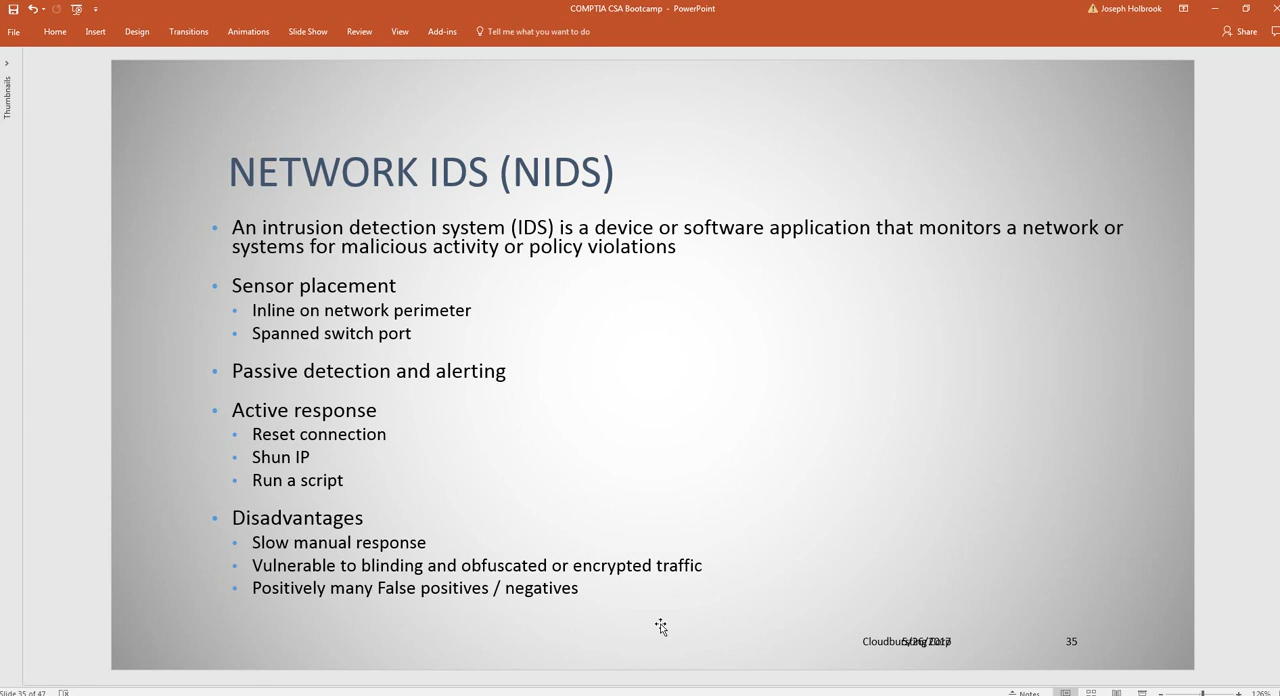 COMPTIA CSA Bootcamp - PowerPoint
Joseph Holbrook
File Home Insert Design Transitions Animations Slide Show Review View Add-ins Tell me what you want to do
Share
Thumbnails
NETWORK IDS (NIDS)
• An intrusion detection system (IDS) is a device or software application that monitors a network or
systems for malicious activity or policy violations
• Sensor placement
• Inline on network perimeter
• Spanned switch port
• Passive detection and alerting
• Active response
• Reset connection
• Shun IP
• Run a script
• Disadvantages
• Slow manual response
• Vulnerable to blinding and obfuscated or encrypted traffic
• Positively many False positives / negatives
35
Slide 35 of 47
Notes
126%